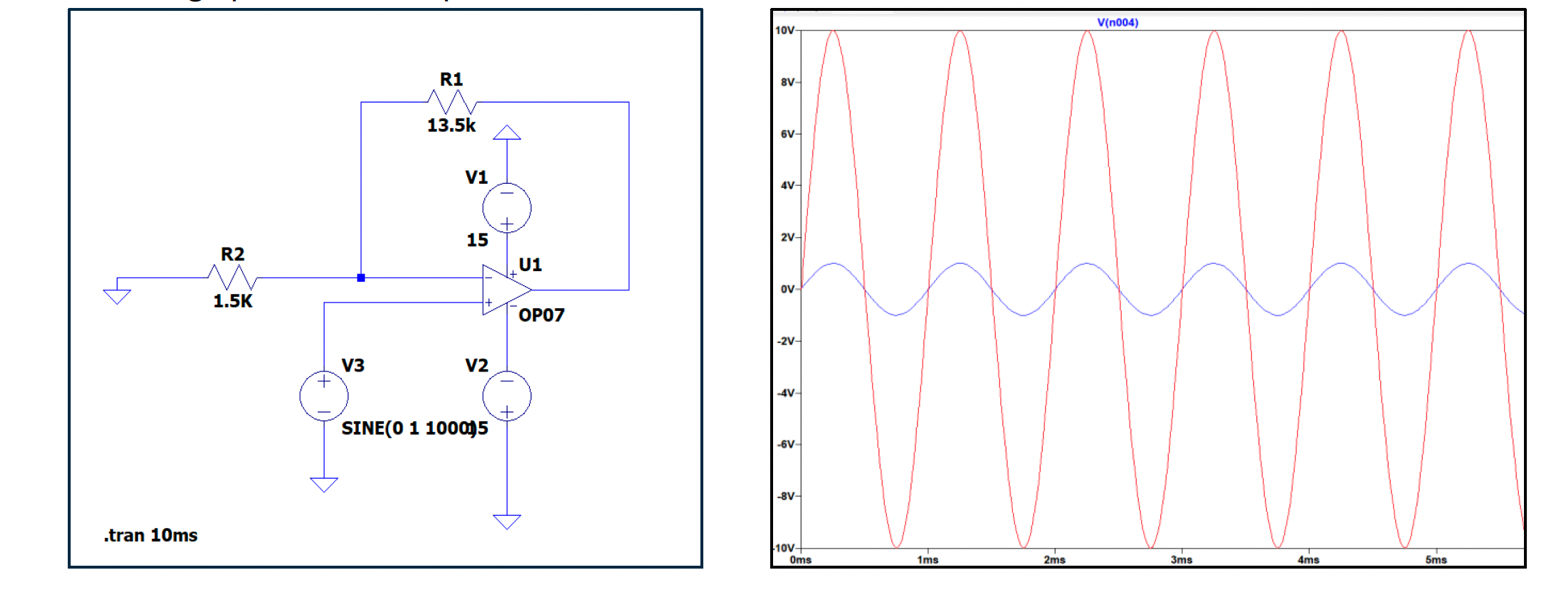 R1
13.5k
V1
15
R2
1.5K
U1
OP07
V3
SINE(0 1 1000)
V2
15
.tran 10ms
V(n004)
10V
8V
6V
4V
2V
0V
-2V
-4V
-6V
-8V
-10V
0ms 1ms 2ms 3ms 4ms 5ms